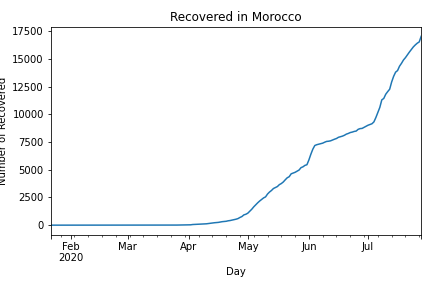 Recovered in Morocco
Number of Recovered
17500
15000
12500
10000
7500
5000
2500
0
Feb
2020
Mar
Apr
May
Jun
Jul
Day